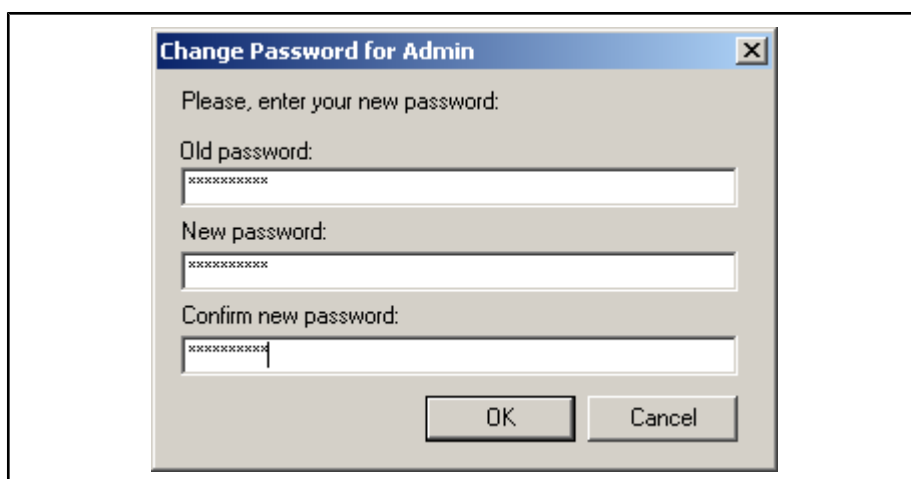 Change Password for Admin
Please, enter your new password:
Old password:
××××××××××
New password:
××××××××××
Confirm new password:
××××××××××
OK Cancel